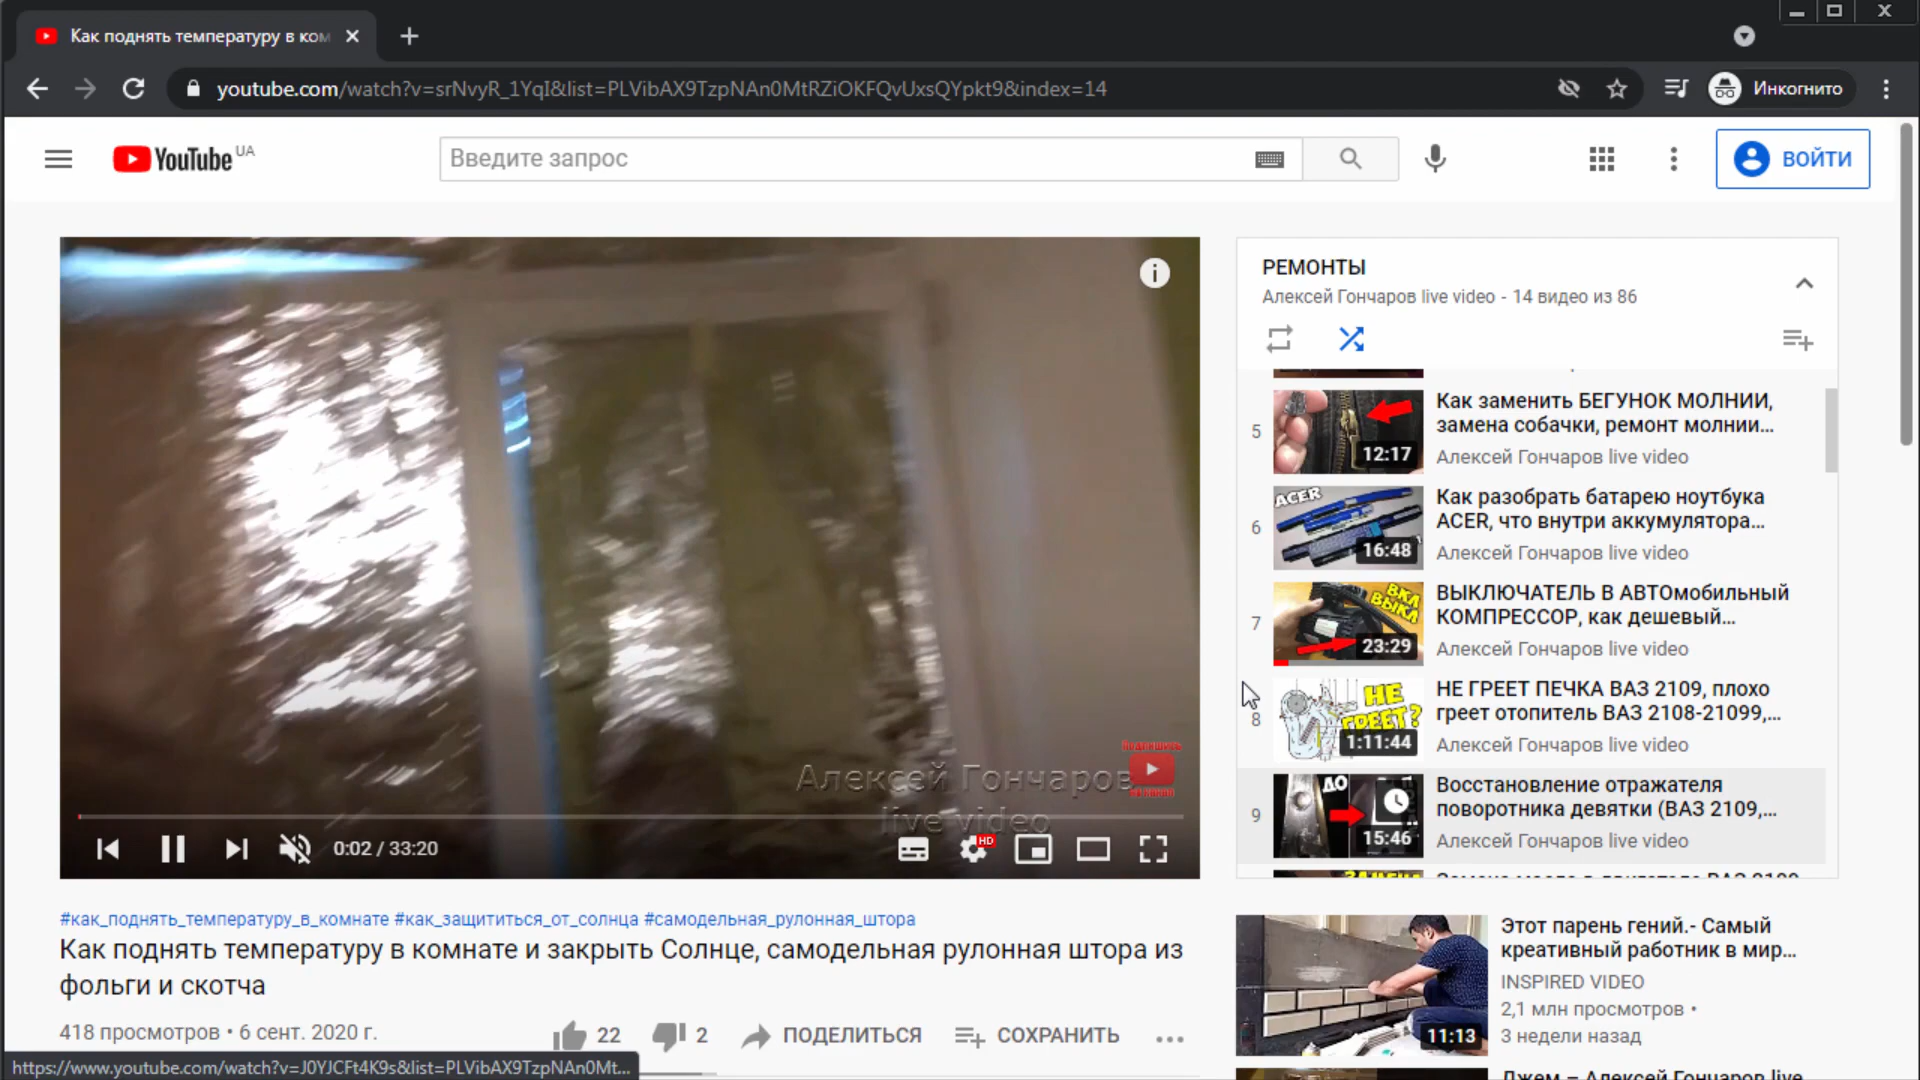 Как поднять температуру в ком
youtube.com/watch?v=srNvyR_1YqI&list=PLVibAX9TzpNAn0MtRZiOKFQvUxsQYpkt9&index=14
Инкогнито
YouTube UA
Введите запрос
ВОЙТИ
Алексей Гончаров
live video
0:02 / 33:20
HD
РЕМОНТЫ
Алексей Гончаров live video - 14 видео из 86
5
12:17
Как заменить БЕГУНОК МОЛНИИ,
замена собачки, ремонт молнии...
Алексей Гончаров live video
6
ACER
16:48
Как разобрать батарею ноутбука
ACER, что внутри аккумулятора...
Алексей Гончаров live video
7
ВКЛ
ВЫКЛ
23:29
ВЫКЛЮЧАТЕЛЬ В АВТОмобильный
КОМПРЕССОР, как дешевый...
Алексей Гончаров live video
8
НЕ
ГРЕЕТ?
1:11:44
НЕ ГРЕЕТ ПЕЧКА ВАЗ 2109, плохо
греет отопитель ВАЗ 2108-21099,...
Алексей Гончаров live video
9
ДО
15:46
Восстановление отражателя
поворотника девятки (ВАЗ 2109,...
Алексей Гончаров live video
#как_поднять_температуру_в_комнате #как_защититься_от_солнца #самодельная_рулонная_штора
Как поднять температуру в комнате и закрыть Солнце, самодельная рулонная штора из
фольги и скотча
418 просмотров • 6 сент. 2020 г.
22
2
ПОДЕЛИТЬСЯ
СОХРАНИТЬ
11:13
Этот парень гений.- Самый
креативный работник в мир...
INSPIRED VIDEO
2,1 млн просмотров •
3 недели назад
Джем – Алексей Гончаров live
https://www.youtube.com/watch?v=J0YJCFt4K9s&list=PLVibAX9TzpNAn0Mt...